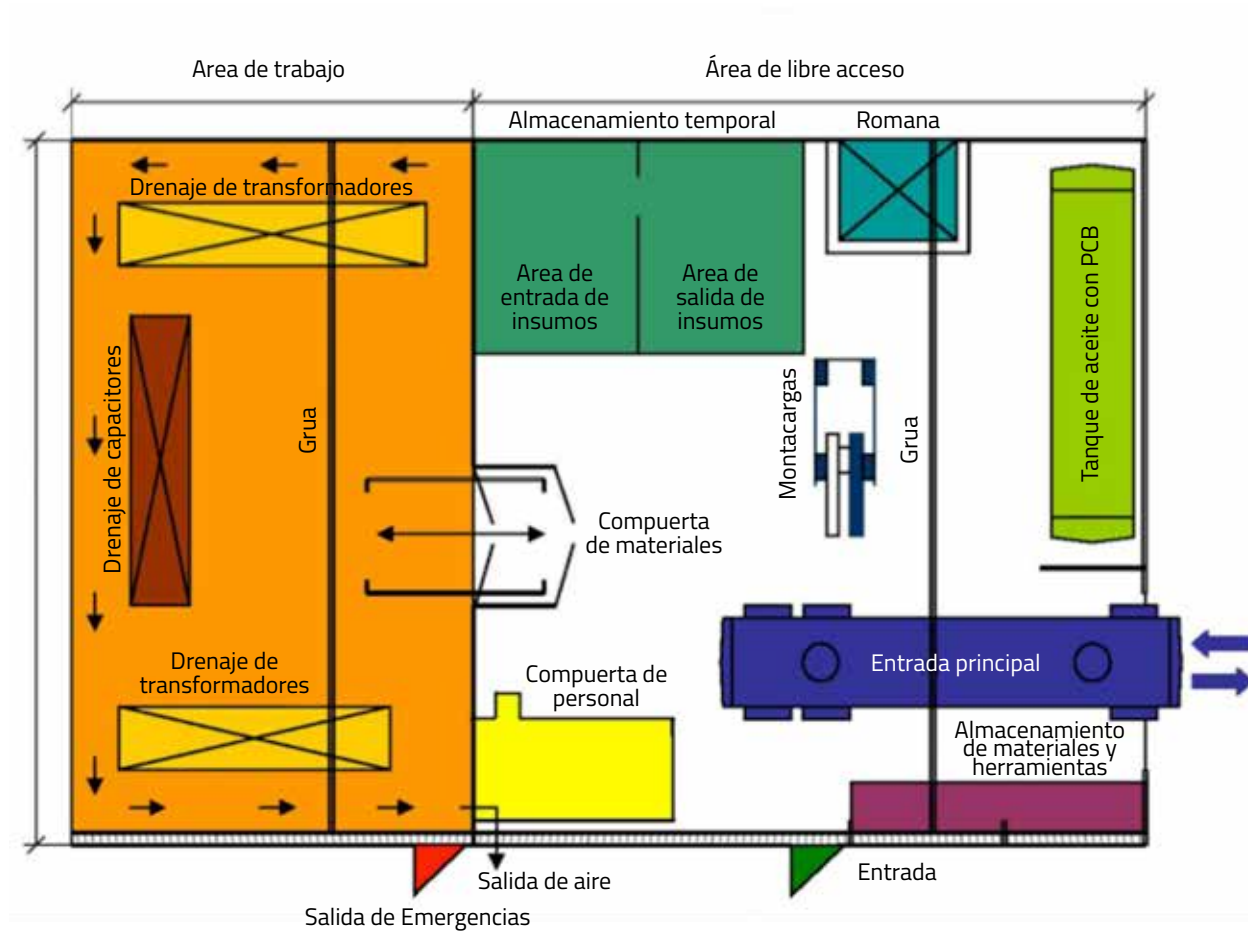 Area de trabajo
Área de libre acceso
Almacenamiento temporal
Romana
Drenaje de transformadores
Area de
entrada de
insumos
Area de
salida de
insumos
Tanque de aceite con PCB
Drenaje de capacitores
Grua
Montacargas
Grua
Compuerta
de materiales
Drenaje de
transformadores
Compuerta de
personal
Entrada principal
Almacenamiento
de materiales y
herramientas
Salida de aire
Entrada
Salida de Emergencias